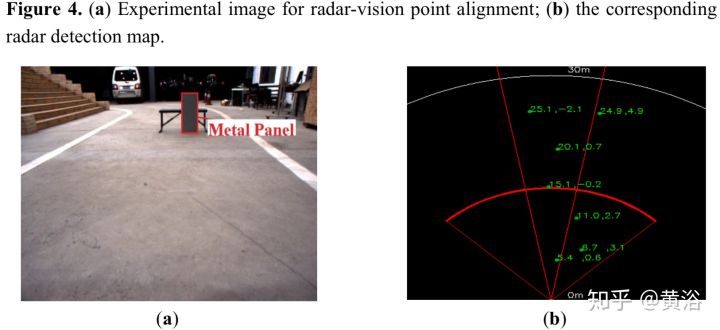 Figure 4. (a) Experimental image for radar-vision point alignment; (b) the corresponding
radar detection map.
Metal Panel
30m
25.1,-2.1
24.9,4.9
20.1,0.7
15.1,-0.2
11.0,2.7
6.7 ,3.1
5.4 ,0.6
0m
知乎 @黄浴
(a)
(b)